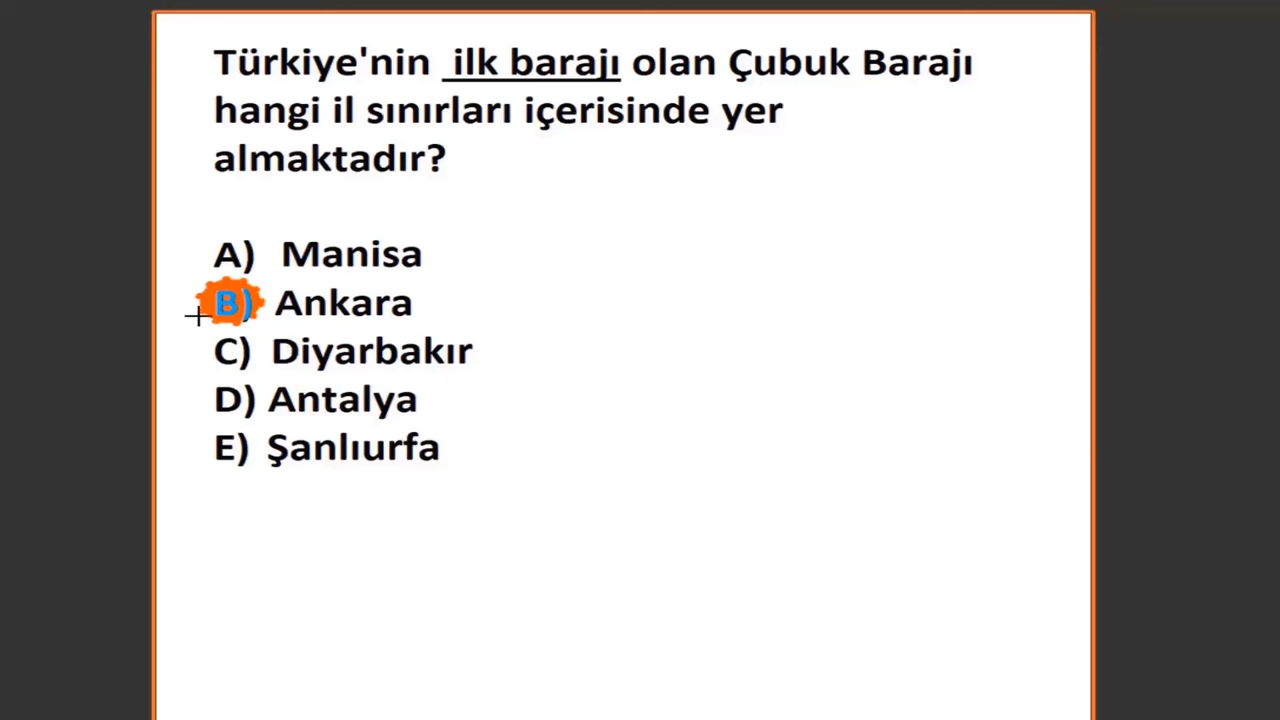 Türkiye'nin ilk barajı olan Çubuk Barajı
hangi il sınırları içerisinde yer
almaktadır?
A) Manisa
B) Ankara
C) Diyarbakır
D) Antalya
E) Şanlıurfa